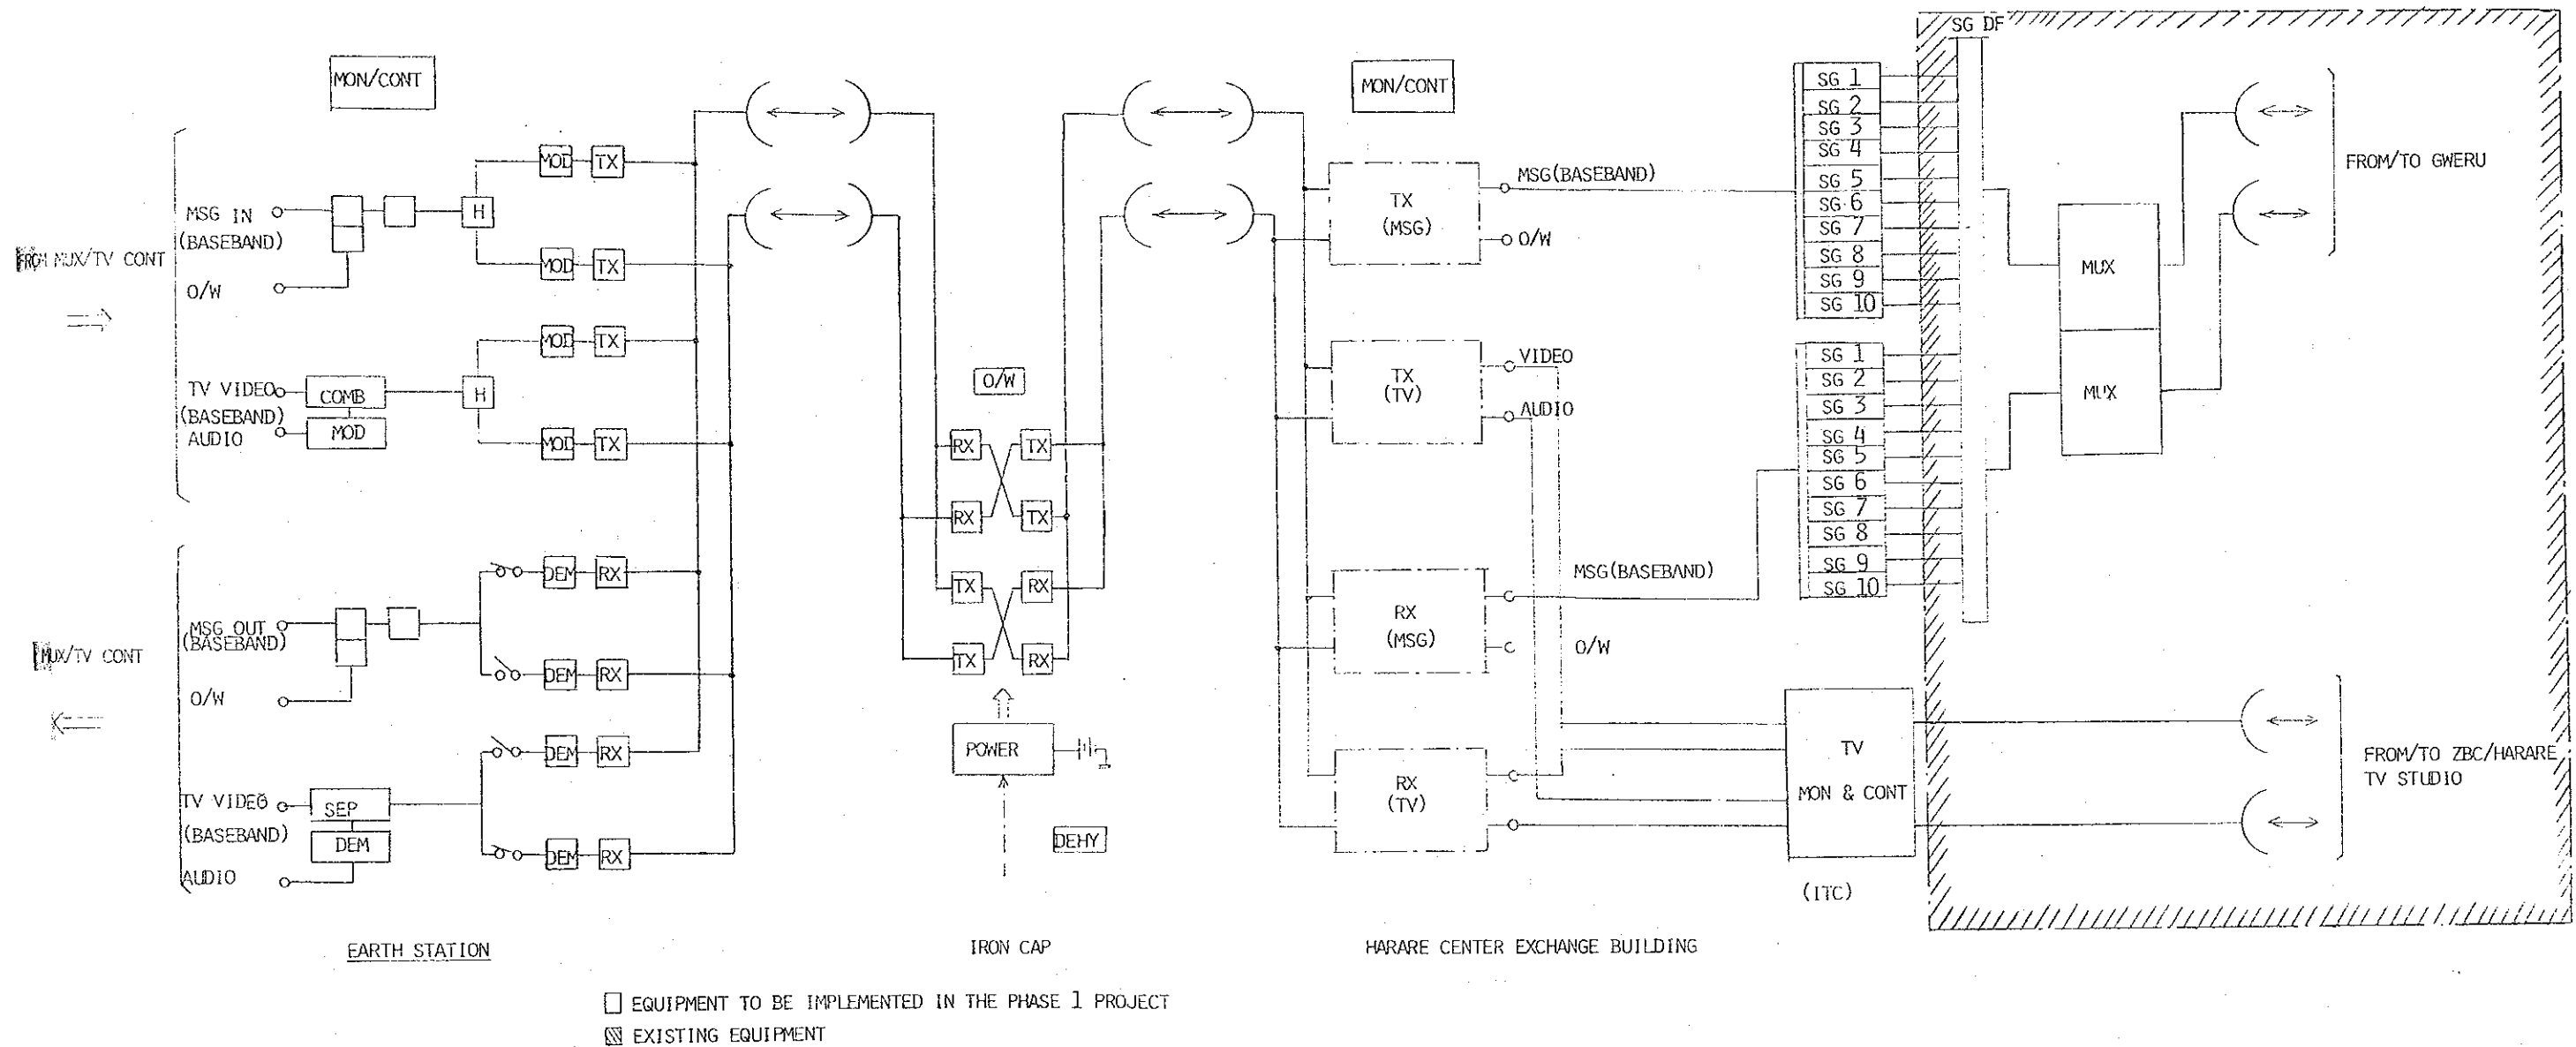 MON/CONT
MOD
TX
MSG IN
(BASEBAND)
H
FROM MUX/TV CONT
MOD
TX
O/W
MOD
TX
TV VIDEO
COMB
H
(BASEBAND)
AUDIO
MOD
MOD
TX
DEM
RX
MSG OUT
(BASEBAND)
MUX/TV CONT
DEM
RX
O/W
DEM
RX
TV VIDEO
SEP
(BASEBAND)
DEM
DEM
RX
AUDIO
EARTH STATION
O/W
RX
TX
RX
TX
TX
RX
TX
RX
POWER
DEHY
IRON CAP
MON/CONT
TX
(MSG)
MSG(BASEBAND)
O/W
TX
(TV)
VIDEO
AUDIO
RX
(MSG)
MSG(BASEBAND)
O/W
RX
(TV)
TV
MON & CONT
(ITC)
HARARE CENTER EXCHANGE BUILDING
SG 1
SG 2
SG 3
SG 4
SG 5
SG 6
SG 7
SG 8
SG 9
SG 10
SG 1
SG 2
SG 3
SG 4
SG 5
SG 6
SG 7
SG 8
SG 9
SG 10
SG DF
MUX
MUX
FROM/TO GWERU
FROM/TO ZBC/HARARE
TV STUDIO
EQUIPMENT TO BE IMPLEMENTED IN THE PHASE 1 PROJECT
EXISTING EQUIPMENT